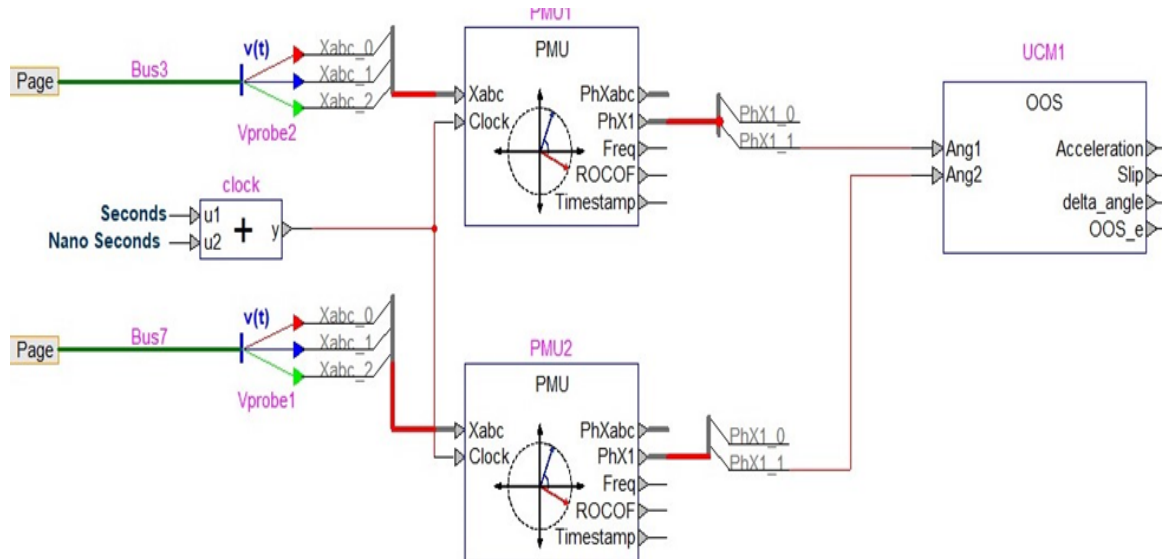 PMU1
PMU
Xabc
Clock
PhXabc
PhX1
Freq
ROCOF
Timestamp
Page
Bus3
v(t)
Xabc_0
Xabc_1
Xabc_2
Vprobe2
PhX1_0
PhX1_1
UCM1
OOS
Ang1
Ang2
Acceleration
Slip
delta_angle
OOS_e
clock
Seconds
Nano Seconds
u1
u2
+
y
Page
Bus7
v(t)
Xabc_0
Xabc_1
Xabc_2
Vprobe1
PMU2
PMU
Xabc
Clock
PhXabc
PhX1
Freq
ROCOF
Timestamp
PhX1_0
PhX1_1